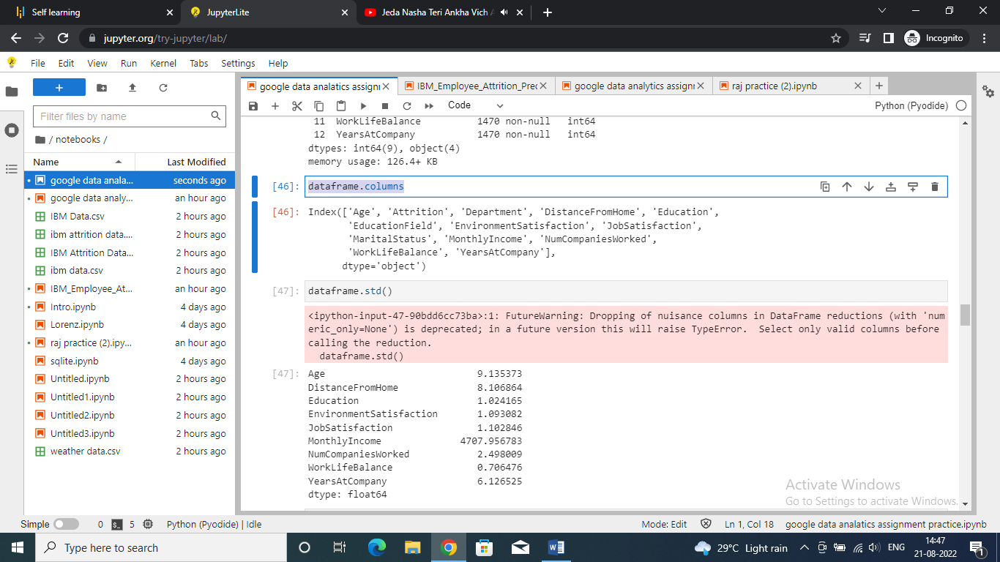 Self learning
JupyterLite
Jeda Nasha Teri Ankha Vich
jupyter.org/try-jupyter/lab/
Incognito
File Edit View Run Kernel Tabs Settings Help
google data analatics assignı
IBM_Employee_Attrition_Prec
google data analytics assignı
raj practice (2).ipynb
Code
Python (Pyodide)
Filter files by name
/ notebooks /
Name Last Modified
google data anala... seconds ago
google data analy... an hour ago
IBM Data.csv 2 hours ago
ibm attrition data.... 2 hours ago
IBM Attrition Data... 2 hours ago
ibm data.csv 2 hours ago
IBM_Employee_At... an hour ago
Intro.ipynb 4 days ago
Lorenz.ipynb 4 days ago
raj practice (2).ipy... an hour ago
sqlite.ipynb 4 days ago
Untitled.ipynb 2 hours ago
Untitled1.ipynb 2 hours ago
Untitled2.ipynb 2 hours ago
Untitled3.ipynb 2 hours ago
weather data.csv 2 hours ago
11 WorkLifeBalance 1470 non-null int64
12 YearsAtCompany 1470 non-null int64
dtypes: int64(9), object(4)
memory usage: 126.4+ KB
[46]: dataframe.columns
[46]: Index(['Age', 'Attrition', 'Department', 'DistanceFromHome', 'Education',
'EducationField', 'EnvironmentSatisfaction', 'JobSatisfaction',
'MaritalStatus', 'MonthlyIncome', 'NumCompaniesWorked',
'WorkLifeBalance', 'YearsAtCompany'],
dtype='object')
[47]: dataframe.std()
<ipython-input-47-90bdd6cc73ba>:1: FutureWarning: Dropping of nuisance columns in DataFrame reductions (with 'num
eric_only=None') is deprecated; in a future version this will raise TypeError.  Select only valid columns before
calling the reduction.
dataframe.std()
[47]: Age 9.135373
DistanceFromHome 8.106864
Education 1.024165
EnvironmentSatisfaction 1.093082
JobSatisfaction 1.102846
MonthlyIncome 4707.956783
NumCompaniesWorked 2.498009
WorkLifeBalance 0.706476
YearsAtCompany 6.126525
dtype: float64
Activate Windows
Go to Settings to activate Windows.
Simple 0 5 Python (Pyodide) | Idle
Mode: Edit Ln 1, Col 18 google data analatics assignment practice.ipynb
Type here to search
29°C Light rain ENG
14:47
21-08-2022
1